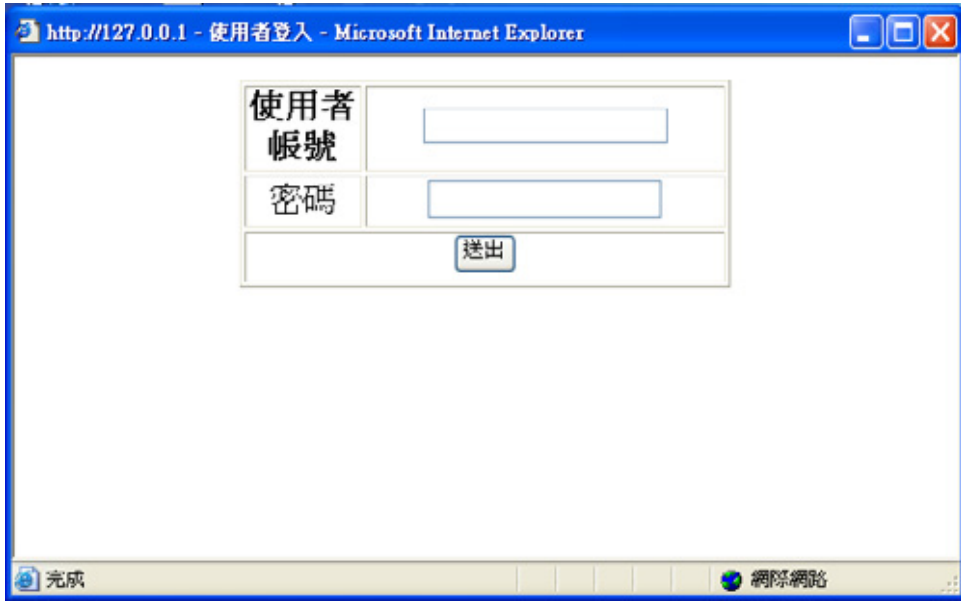 http://127.0.0.1 - 使用者登入 - Microsoft Internet Explorer
使用者
帳號
密碼
送出
完成
網際網路